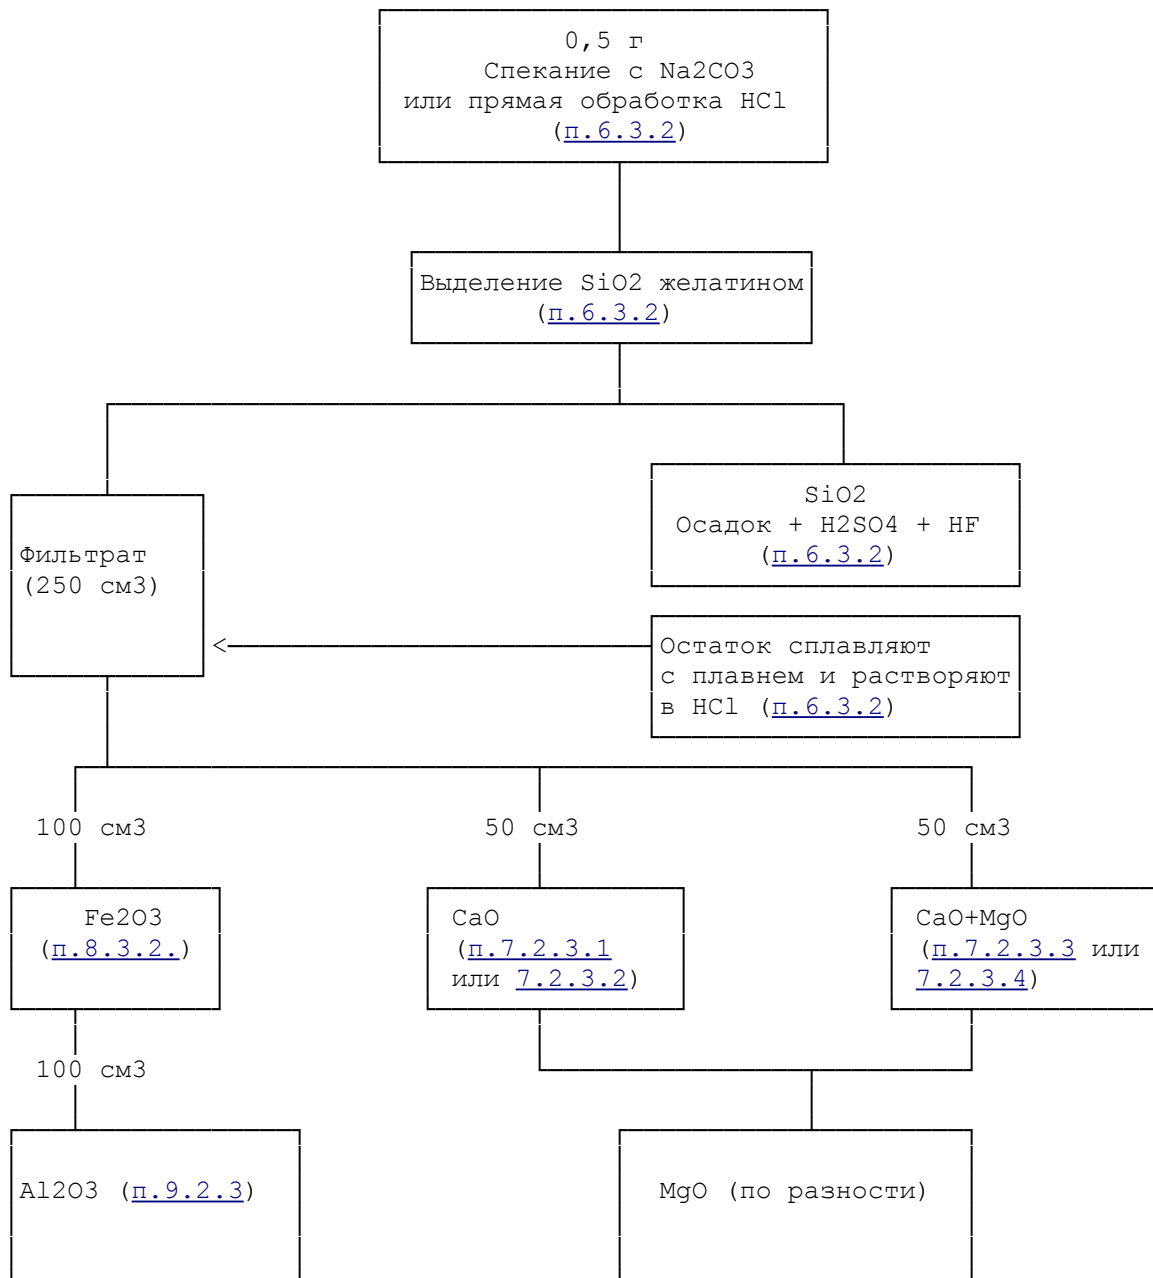 0,5 г
Спекание с Na2CO3
или прямая обработка HCl
(п.6.3.2)
Выделение SiO2 желатином
(п.6.3.2)
SiO2
Осадок + H2SO4 + HF
(п.6.3.2)
Фильтрат
(250 см3)
<
Остаток сплавляют
с плавнем и растворяют
в HCl (п.6.3.2)
100 см3
50 см3
50 см3
Fe2O3
(п.8.3.2.)
CaO
(п.7.2.3.1
или 7.2.3.2)
CaO+MgO
(п.7.2.3.3 или
7.2.3.4)
100 см3
Al2O3 (п.9.2.3)
MgO (по разности)